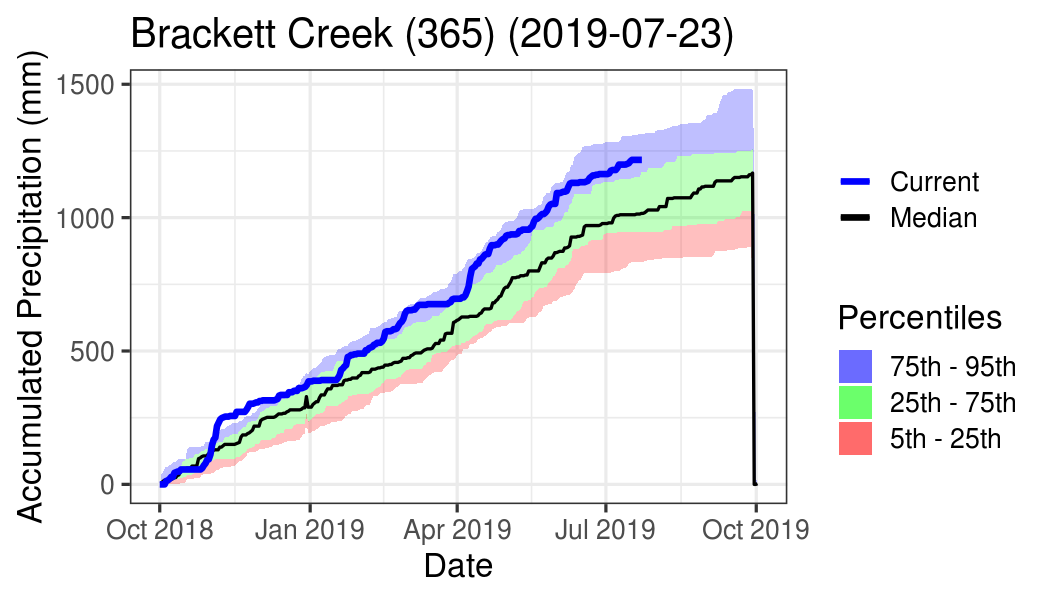 Brackett Creek (365) (2019-07-23)
Accumulated Precipitation (mm)
1500
1000
500
0
Oct 2018
Jan 2019
Apr 2019
Jul 2019
Oct 2019
Date
Current
Median
Percentiles
75th - 95th
25th - 75th
5th - 25th